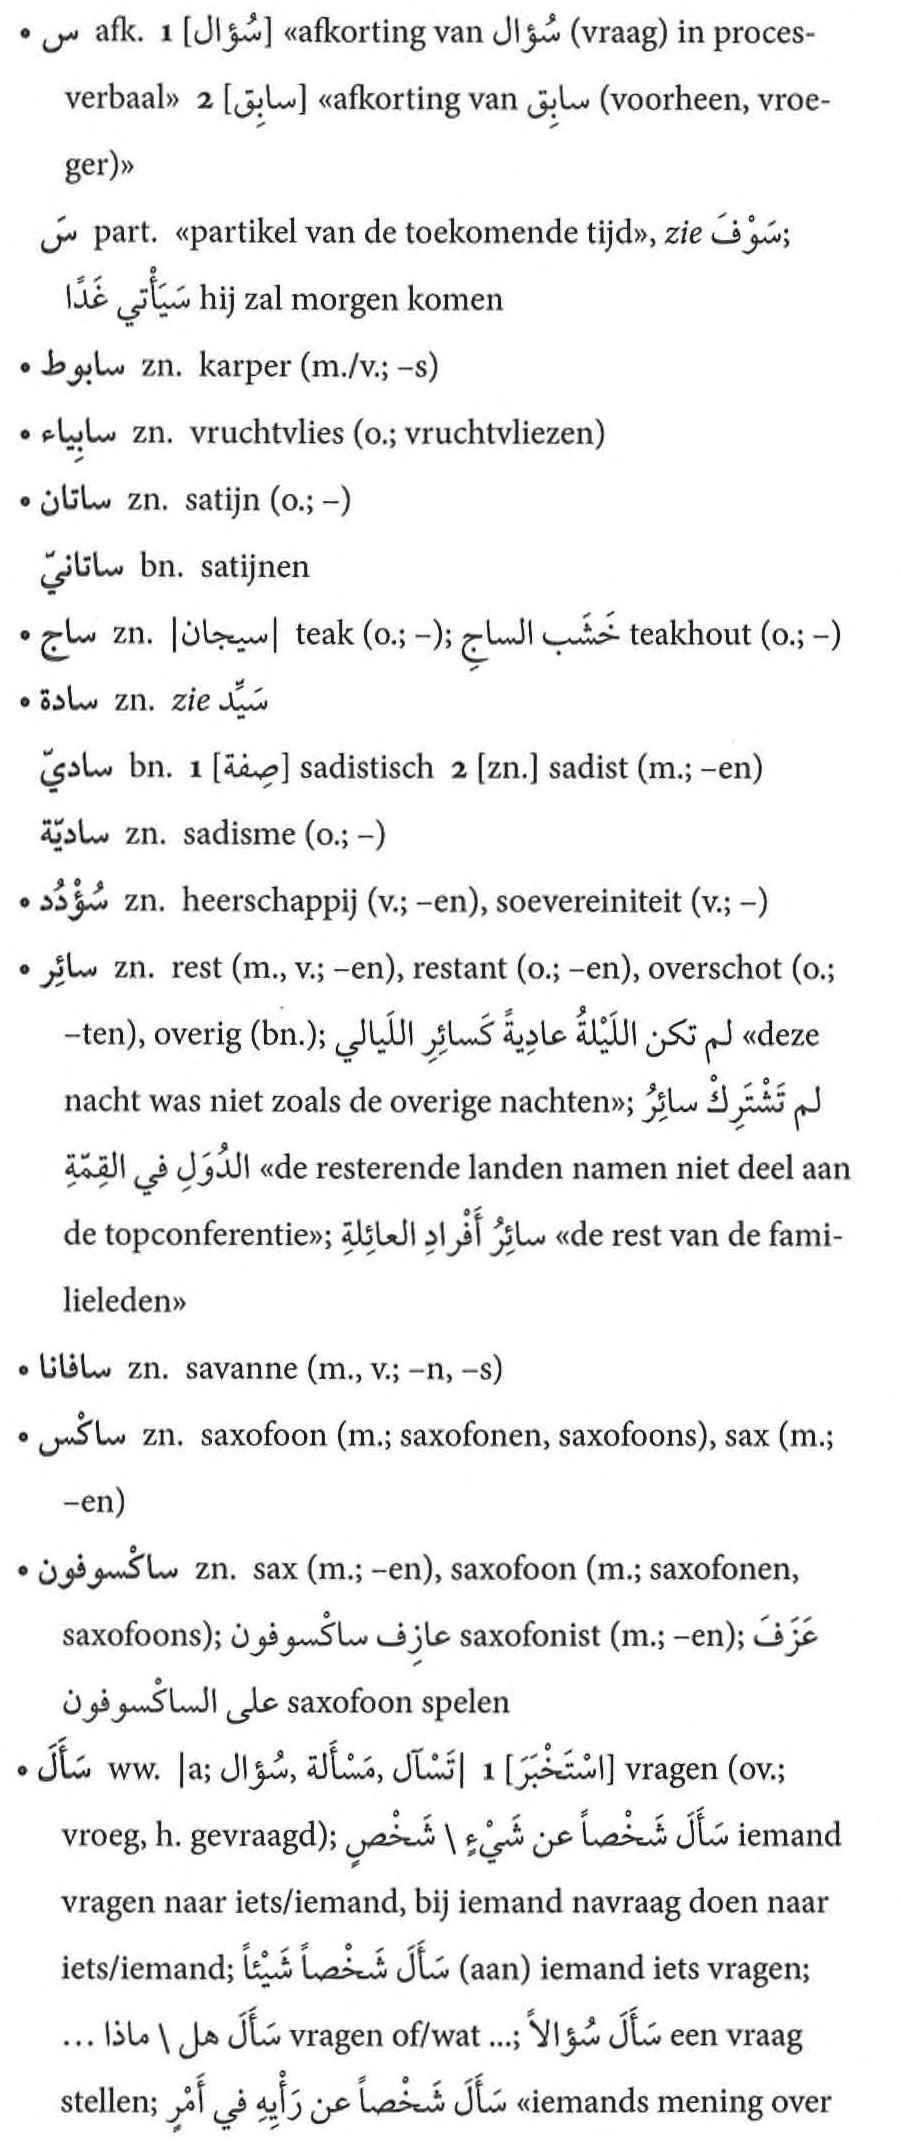 • س afk. 1 [سُؤال] «afkorting van سُؤال (vraag) in proces-
verbaal» 2 [سابِق] «afkorting van سابِق (voorheen, vroe-
ger)»
سَ part. «partikel van de toekomende tijd», zie سَوْفَ;
سَيَأْتي غَدًا hij zal morgen komen
• سابوط zn. karper (m./v.; –s)
• سابِياء zn. vruchtvlies (o.; vruchtvliezen)
• ساتان zn. satijn (o.; –)
ساتانيّ bn. satijnen
• ساج zn. |سيجان| teak (o.; –); خَشَب الساجِ teakhout (o.; –)
• سادة zn. zie سَيِّد
ساديّ bn. 1 [صِفة] sadistisch 2 [zn.] sadist (m.; –en)
ساديّة zn. sadisme (o.; –)
• سُؤْدُد zn. heerschappij (v.; –en), soevereiniteit (v.; –)
• سائِر zn. rest (m., v.; –en), restant (o.; –en), overschot (o.;
–ten), overig (bn.); لم تكن اللَيْلةُ عادِيةً كَسائِرِ اللَيالي «deze
nacht was niet zoals de overige nachten»; لم تَشْتَرِكْ سائِرُ
الدُوَلِ في القِمّةِ «de resterende landen namen niet deel aan
de topconferentie»; سائِرُ أَفْرادِ العائِلةِ «de rest van de fami-
lieleden»
• سافانا zn. savanne (m., v.; –n, –s)
• ساكْس zn. saxofoon (m.; saxofonen, saxofoons), sax (m.;
–en)
• ساكْسوفون zn. sax (m.; –en), saxofoon (m.; saxofonen,
saxofoons); عازِف ساكْسوفون saxofonist (m.; –en); عَزَفَ
على الساكْسوفون saxofoon spelen
• سَأَلَ ww. |a; سُؤال, مَسْأَلة, تَسْآل| 1 [اسْتَخْبَرَ] vragen (ov.;
vroeg, h. gevraagd); سَأَلَ شَخْصاً عن شَيْءٍ \ شَخْصٍ iemand
vragen naar iets/iemand, bij iemand navraag doen naar
iets/iemand; سَأَلَ شَخْصاً شَيْئاً (aan) iemand iets vragen;
سَأَلَ هل \ ماذا ... vragen of/wat ...; سَأَلَ سُؤالاً een vraag
stellen; سَأَلَ شَخْصاً عن رَأْيِهِ في أَمْرٍ «iemands mening over